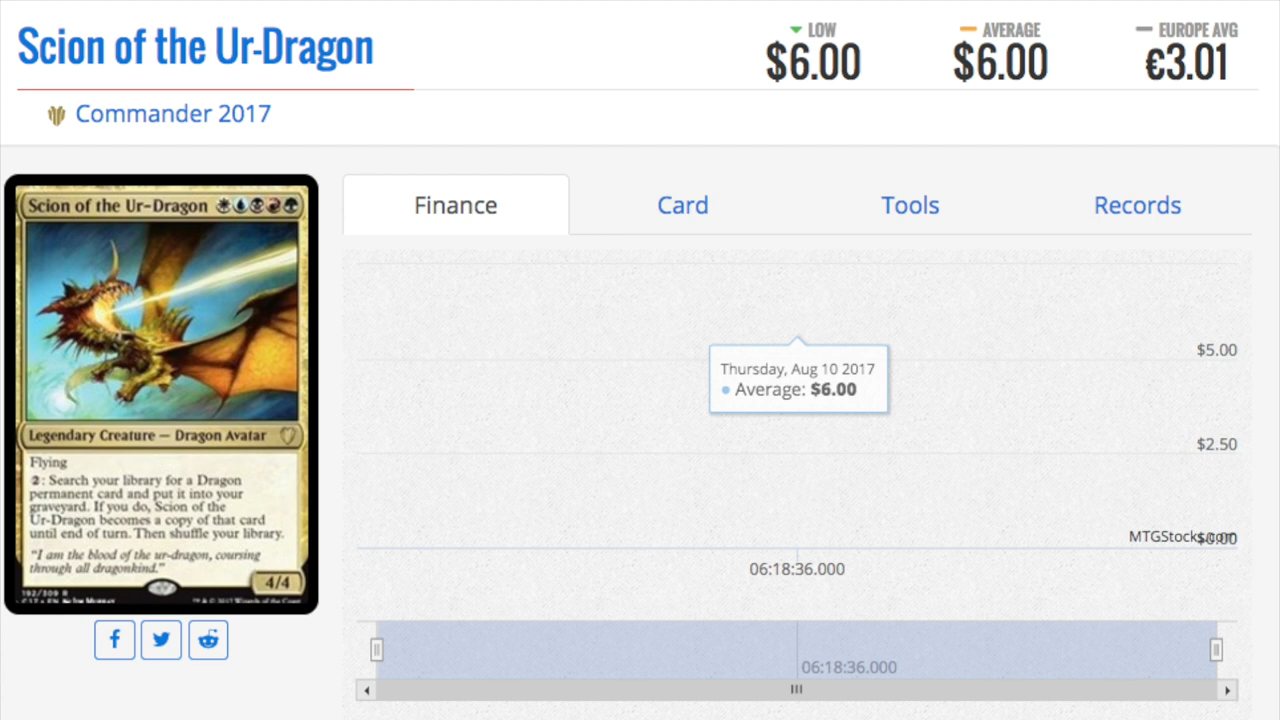 Scion of the Ur-Dragon
LOW
$6.00
AVERAGE
$6.00
EUROPE AVG
€3.01
Commander 2017
Scion of the Ur-Dragon
Legendary Creature — Dragon Avatar
Flying
2: Search your library for a Dragon
permanent card and put it into your
graveyard. If you do, Scion of the
Ur-Dragon becomes a copy of that card
until end of turn. Then shuffle your library.
"I am the blood of the ur-dragon, coursing
through all dragonkind."
4/4
192/309 R
Finance
Card
Tools
Records
$5.00
Thursday, Aug 10 2017
Average: $6.00
$2.50
MTGStocks.com
$0.00
06:18:36.000
06:18:36.000